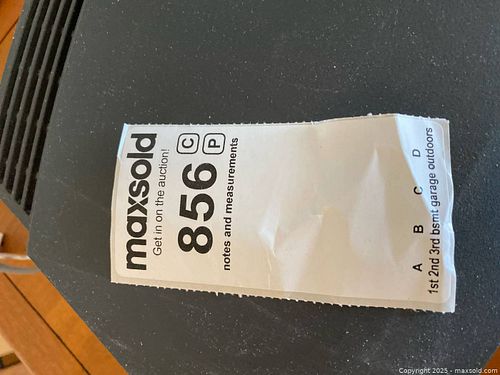 maxsold
Get in on the auction!
856 C P
notes and measurements
A B C D
1st 2nd 3rd bsmt garage outdoors
Copyright © 2025 - maxsold.com